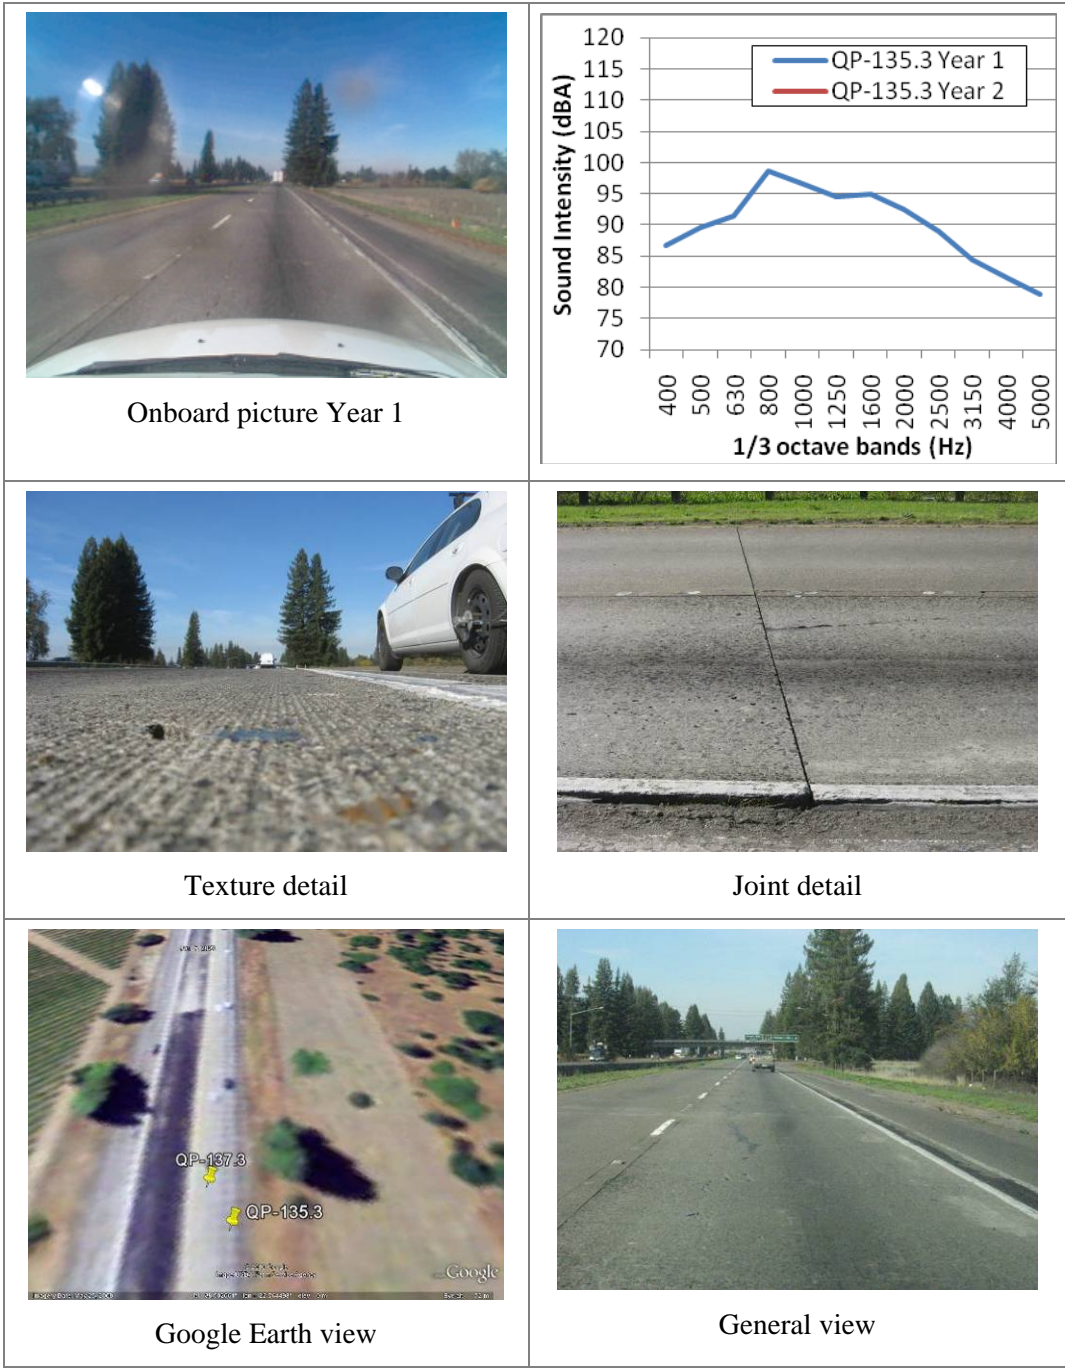 120
115
110
105
100
95
90
85
80
75
70
Sound Intensity (dBA)
QP-135.3 Year 1
QP-135.3 Year 2
400
500
630
800
1000
1250
1600
2000
2500
3150
4000
5000
1/3 octave bands (Hz)
Onboard picture Year 1
Texture detail
Joint detail
QP-137.3
QP-135.3
Google
Google Earth view
General view